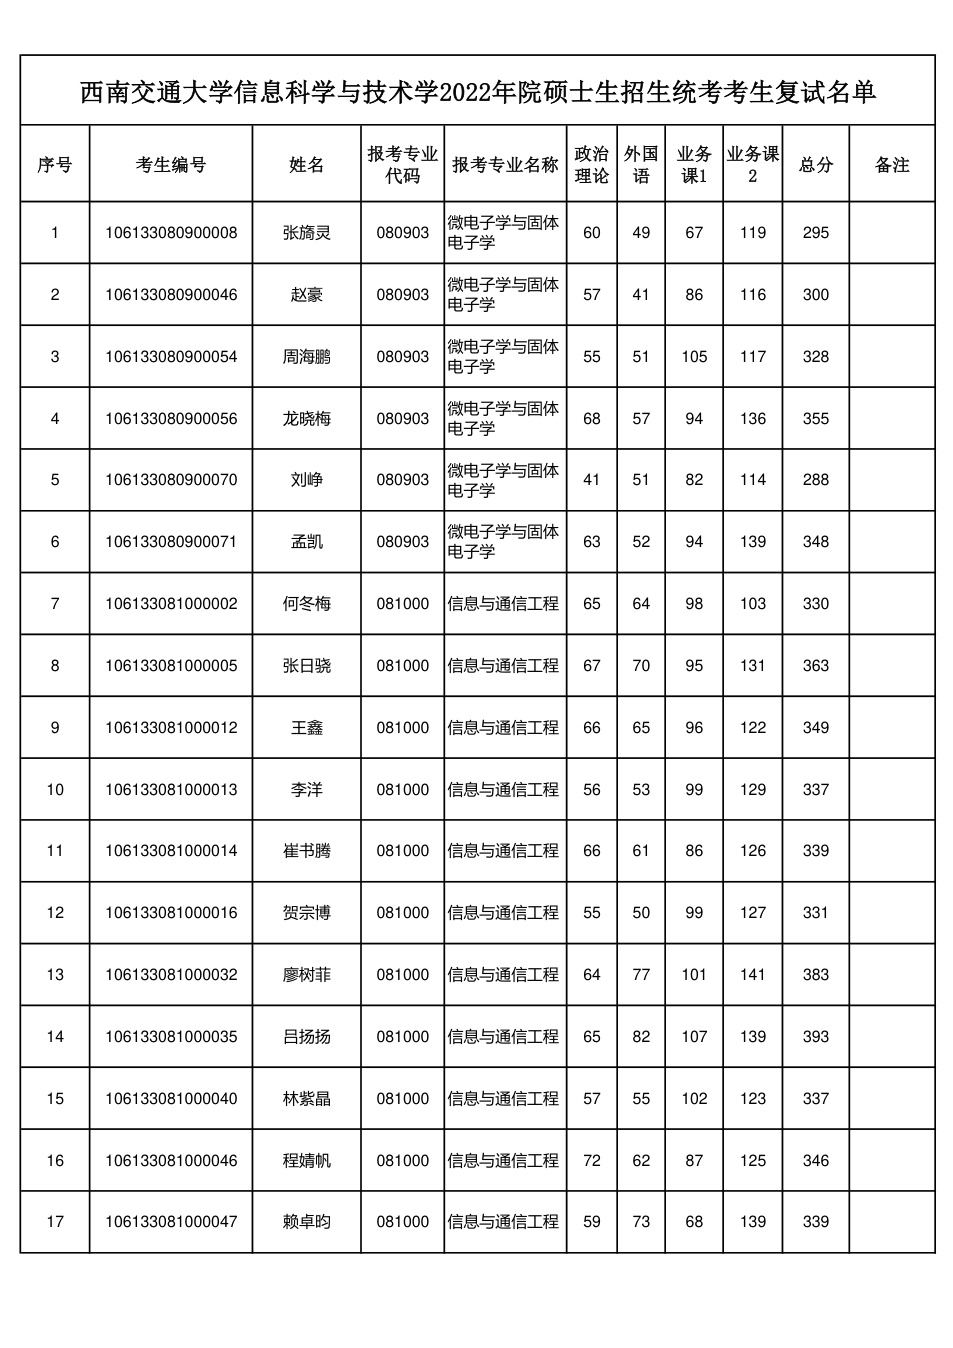 西南交通大学信息科学与技术学2022年院硕士生招生统考考生复试名单
序号 考生编号 姓名 报考专业代码 报考专业名称 政治理论 外国语 业务课1 业务课2 总分 备注
1 106133080900008 张旖灵 080903 微电子学与固体电子学 60 49 67 119 295
2 106133080900046 赵豪 080903 微电子学与固体电子学 57 41 86 116 300
3 106133080900054 周海鹏 080903 微电子学与固体电子学 55 51 105 117 328
4 106133080900056 龙晓梅 080903 微电子学与固体电子学 68 57 94 136 355
5 106133080900070 刘峥 080903 微电子学与固体电子学 41 51 82 114 288
6 106133080900071 孟凯 080903 微电子学与固体电子学 63 52 94 139 348
7 106133081000002 何冬梅 081000 信息与通信工程 65 64 98 103 330
8 106133081000005 张日骁 081000 信息与通信工程 67 70 95 131 363
9 106133081000012 王鑫 081000 信息与通信工程 66 65 96 122 349
10 106133081000013 李洋 081000 信息与通信工程 56 53 99 129 337
11 106133081000014 崔书腾 081000 信息与通信工程 66 61 86 126 339
12 106133081000016 贺宗博 081000 信息与通信工程 55 50 99 127 331
13 106133081000032 廖树菲 081000 信息与通信工程 64 77 101 141 383
14 106133081000035 吕扬扬 081000 信息与通信工程 65 82 107 139 393
15 106133081000040 林紫晶 081000 信息与通信工程 57 55 102 123 337
16 106133081000046 程婧帆 081000 信息与通信工程 72 62 87 125 346
17 106133081000047 赖卓昀 081000 信息与通信工程 59 73 68 139 339